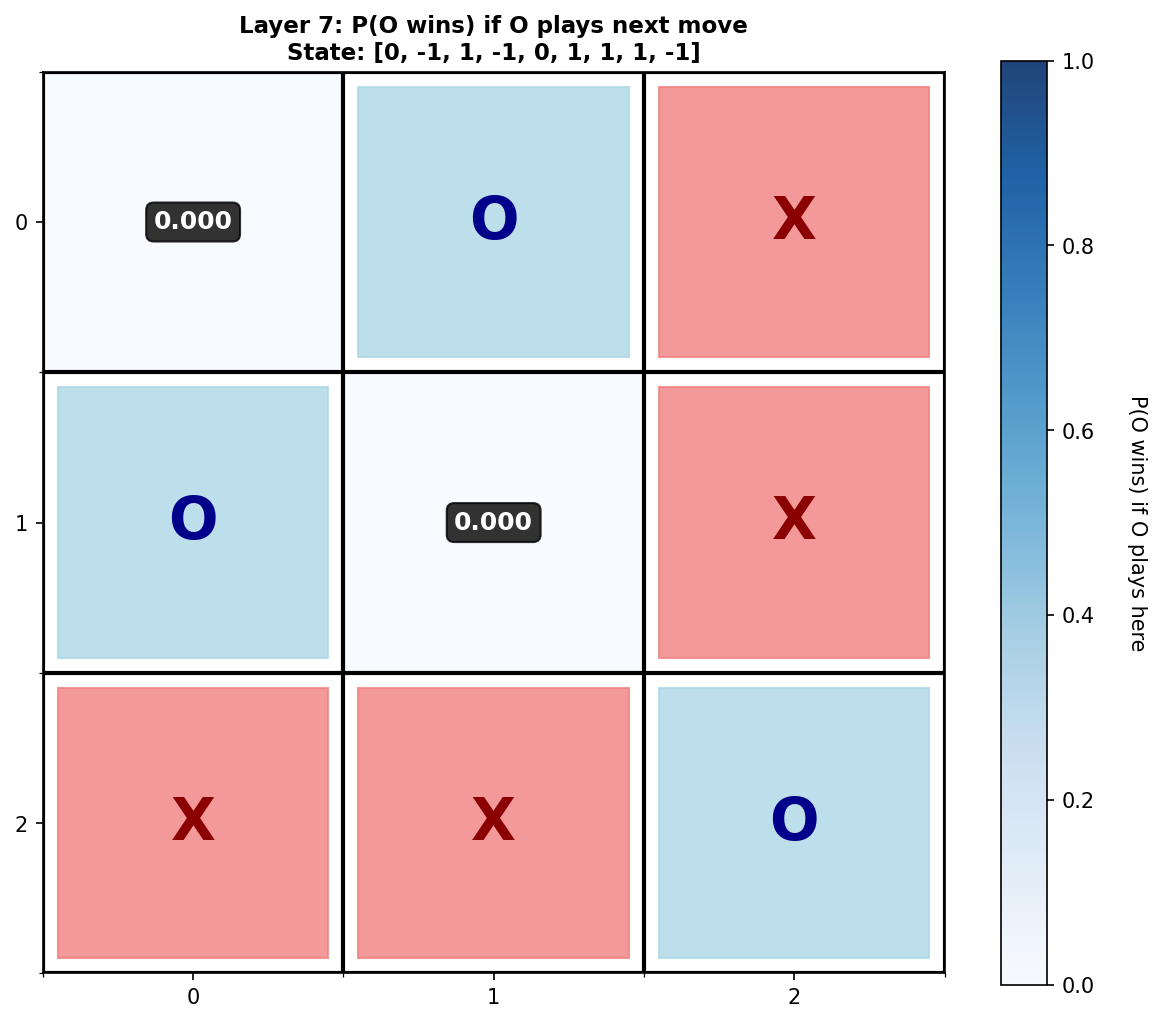 Layer 7: P(O wins) if O plays next move
State: [0, -1, 1, -1, 0, 1, 1, 1, -1]
1.0
0.8
0.6
0.4
0.2
0.0
P(O wins) if O plays here
0
0.000
O
X
1
O
0.000
X
2
X
X
O
0
1
2